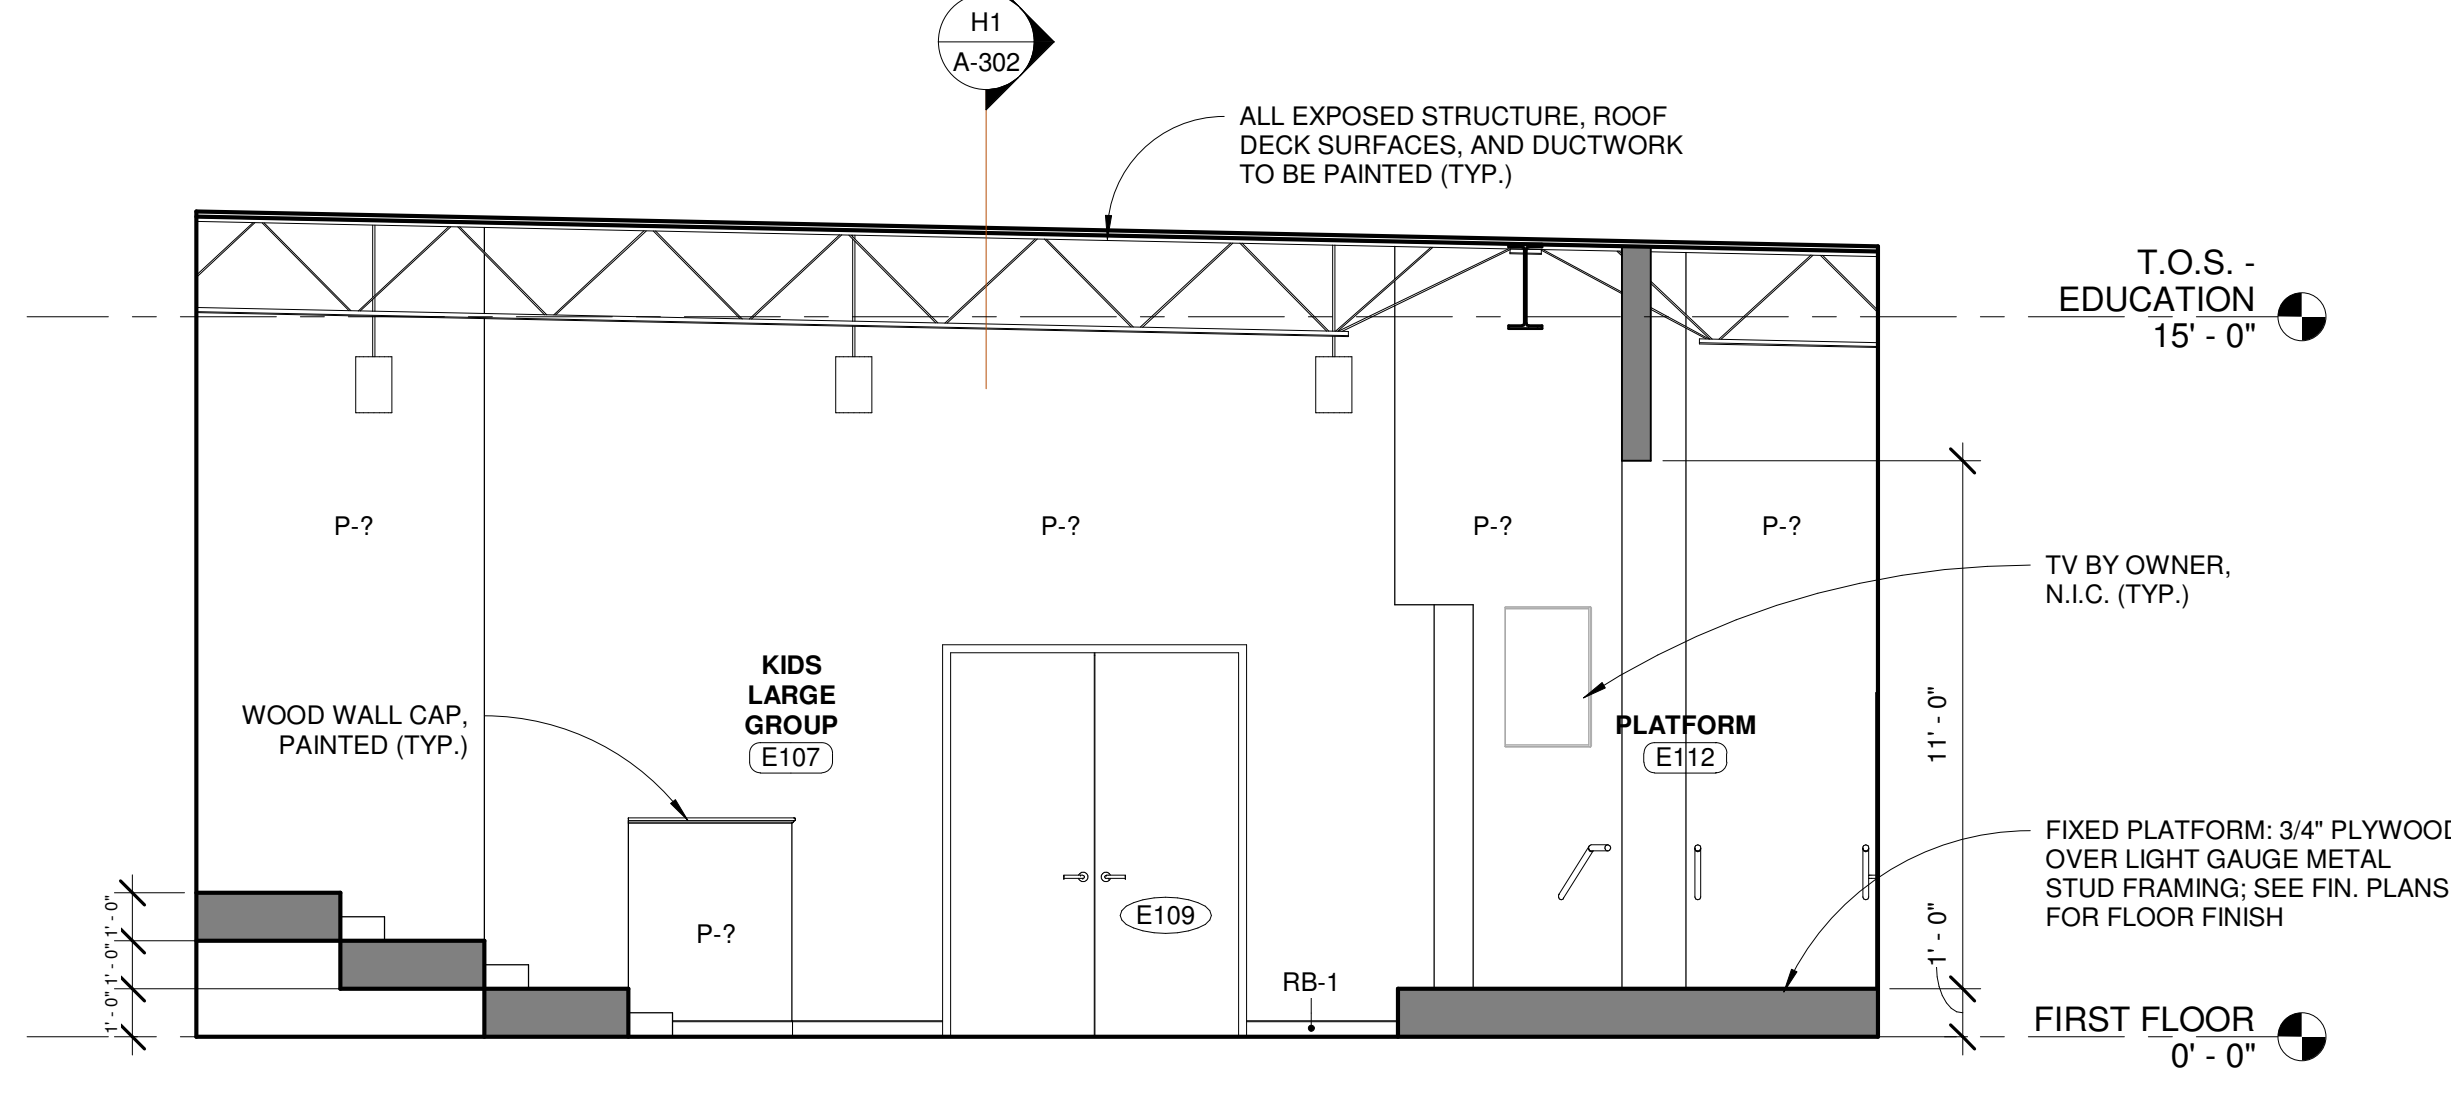 H1
A-302
ALL EXPOSED STRUCTURE, ROOF
DECK SURFACES, AND DUCTWORK
TO BE PAINTED (TYP.)
T.O.S. -
EDUCATION
15' - 0"
P-?
P-?
P-?
P-?
TV BY OWNER,
N.I.C. (TYP.)
KIDS
LARGE
GROUP
E107
WOOD WALL CAP,
PAINTED (TYP.)
PLATFORM
E112
11' - 0"
FIXED PLATFORM: 3/4" PLYWOOD
OVER LIGHT GAUGE METAL
STUD FRAMING; SEE FIN. PLANS
FOR FLOOR FINISH
E109
P-?
1' - 0"
1' - 0"
1' - 0"
1' - 0"
RB-1
FIRST FLOOR
0' - 0"